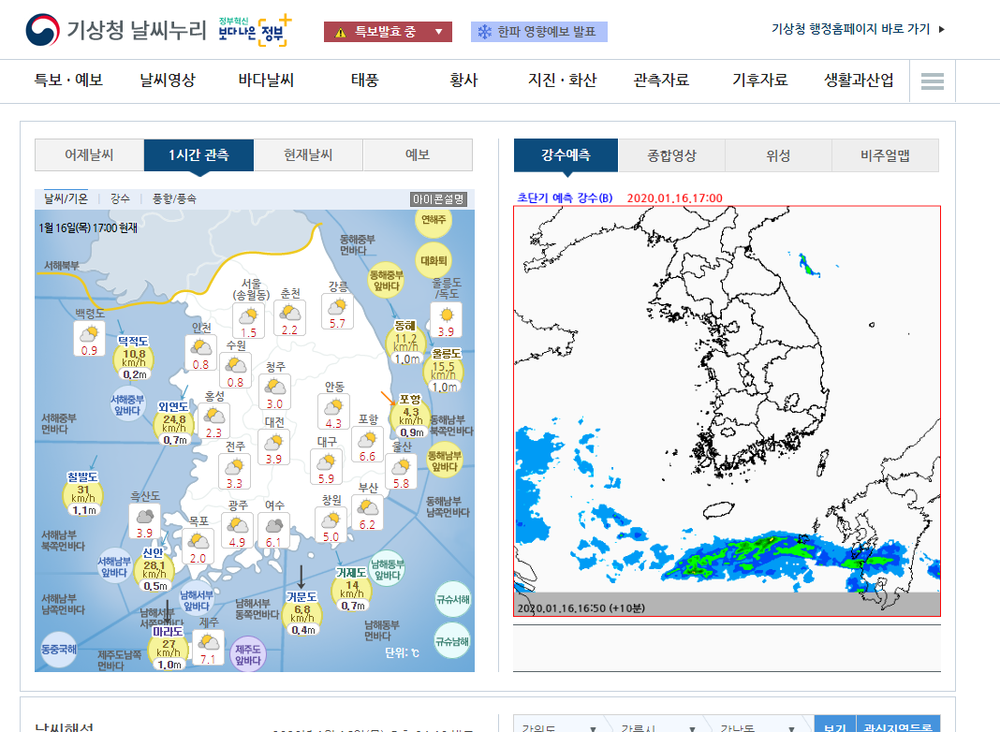 기상청 날씨누리
정부혁신
보다나은 정부
특보발효 중 ▼
한파 영향예보 발표
기상청 행정홈페이지 바로 가기 ▶
특보·예보 날씨영상 바다날씨 태풍 황사 지진·화산 관측자료 기후자료 생활과산업
어제날씨 1시간 관측 현재날씨 예보
날씨/기온 강수 풍향/풍속 아이콘설명
1월 16일(목) 17:00 현재
연해주
동해중부
먼바다
대화퇴
서해북부
동해중부
앞바다
울릉도
/독도
3.9
서울
(송월동)
1.5
춘천
2.2
강릉
5.7
백령도
0.9
덕적도
10.8
km/h
0.2m
인천
0.8
수원
0.8
동해
11.2
km/h
1.0m
울릉도
15.5
km/h
1.0m
청주
3.0
서해중부
앞바다
외연도
24.8
km/h
0.7m
홍성
2.3
안동
4.3
포항
4.3
km/h
0.9m
서해중부
먼바다
대전
3.9
포항
6.6
동해남부
북쪽먼바다
전주
3.3
대구
5.9
울산
5.8
동해남부
앞바다
칠발도
31
km/h
1.1m
흑산도
3.9
광주
4.9
여수
6.1
창원
5.0
부산
6.2
동해남부
남쪽먼바다
목포
2.0
서해남부
북쪽먼바다
서해남부
앞바다
신안
28.1
km/h
0.5m
거제도
14
km/h
0.7m
남해동부
앞바다
서해남부
남쪽먼바다
남해서부
앞바다
거문도
6.8
km/h
0.4m
규슈서해
남해서부
서쪽먼바다
남해서부
동쪽먼바다
남해동부
먼바다
마라도
27
km/h
1.0m
제주
7.1
규슈남해
동중국해
제주도남쪽
먼바다
제주도
앞바다
단위: ℃
강수예측 종합영상 위성 비주얼맵
초단기 예측 강수(B) 2020.01.16.17:00
2020.01.16.16:50 (+10분)
날씨해설
강원도 ▼ 강릉시 ▼ 강남동 ▼ 보기 관심지역등록